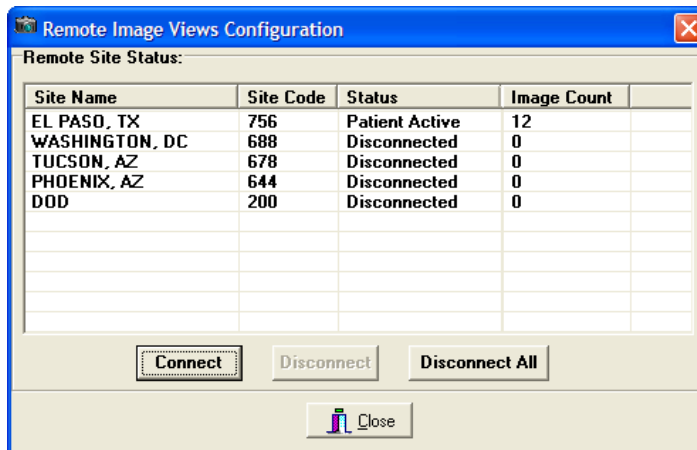 Remote Image Views Configuration
Remote Site Status:
Site Name Site Code Status Image Count
EL PASO, TX 756 Patient Active 12
WASHINGTON, DC 688 Disconnected 0
TUCSON, AZ 678 Disconnected 0
PHOENIX, AZ 644 Disconnected 0
DOD 200 Disconnected 0
Connect Disconnect Disconnect All
Close